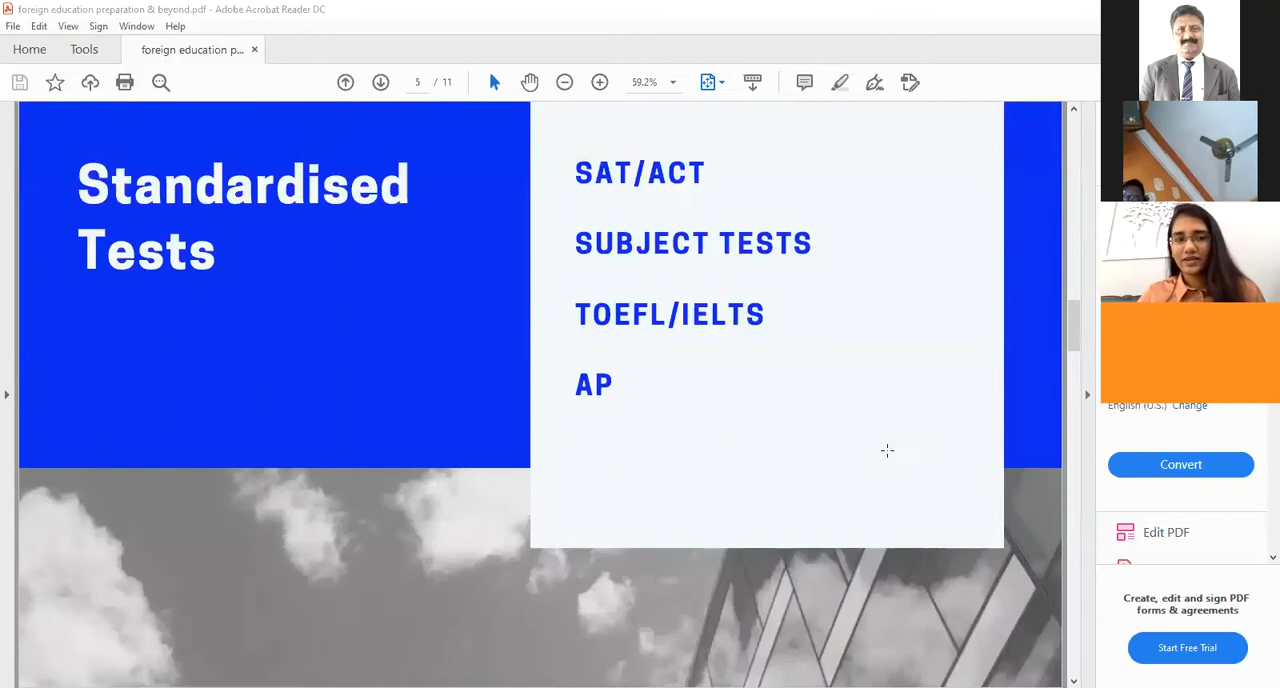 foreign education preparation & beyond.pdf - Adobe Acrobat Reader DC
File Edit View Sign Window Help
Home Tools foreign education p... ×
5 / 11 59.2%
Standardised
Tests
SAT/ACT
SUBJECT TESTS
TOEFL/IELTS
AP
English (U.S.) Change
Convert
Edit PDF
Create, edit and sign PDF
forms & agreements
Start Free Trial